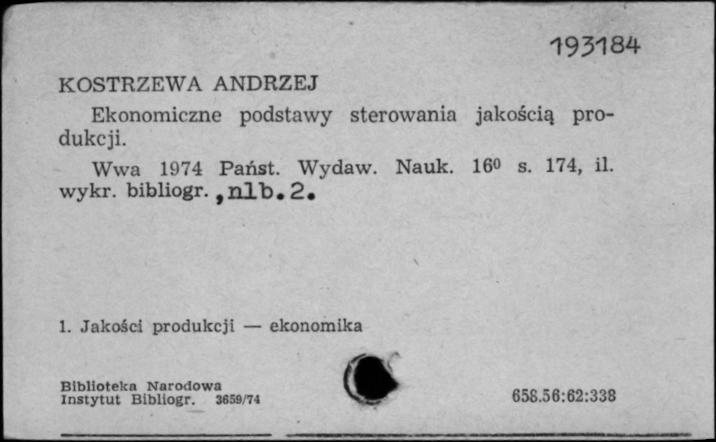 193184
KOSTRZEWA ANDRZEJ
Ekonomiczne podstawy sterowania jakością pro-
dukcji.
Wwa 1974 Państ. Wydaw. Nauk. 16⁰ s. 174, il.
wykr. bibliogr. , nlb. 2.
1. Jakości produkcji — ekonomika
Biblioteka Narodowa
Instytut Bibliogr. 3659/74
658.56:62:338